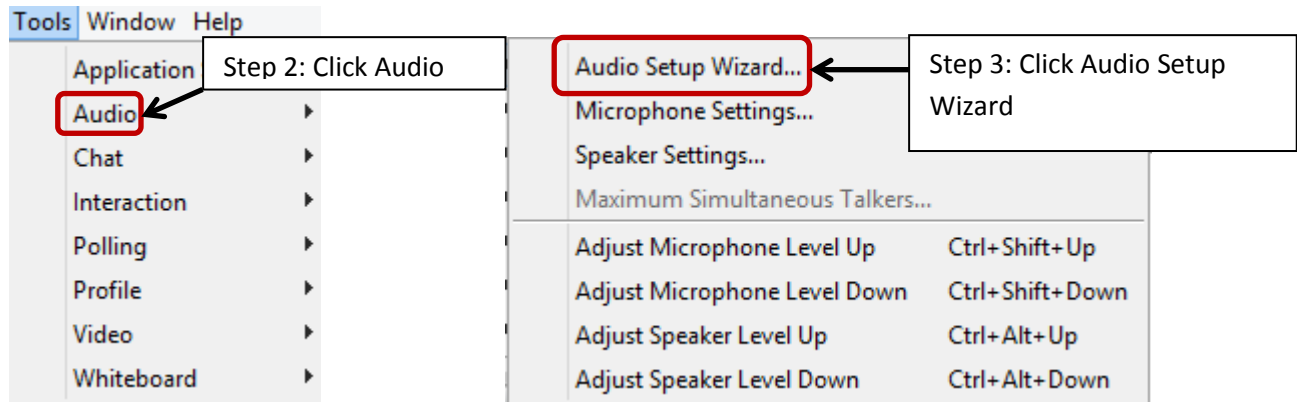 Tools Window Help
Application
Step 2: Click Audio
Audio
Chat
Interaction
Polling
Profile
Video
Whiteboard
Audio Setup Wizard...
Step 3: Click Audio Setup
Wizard
Microphone Settings...
Speaker Settings...
Maximum Simultaneous Talkers...
Adjust Microphone Level Up Ctrl+Shift+Up
Adjust Microphone Level Down Ctrl+Shift+Down
Adjust Speaker Level Up Ctrl+Alt+Up
Adjust Speaker Level Down Ctrl+Alt+Down